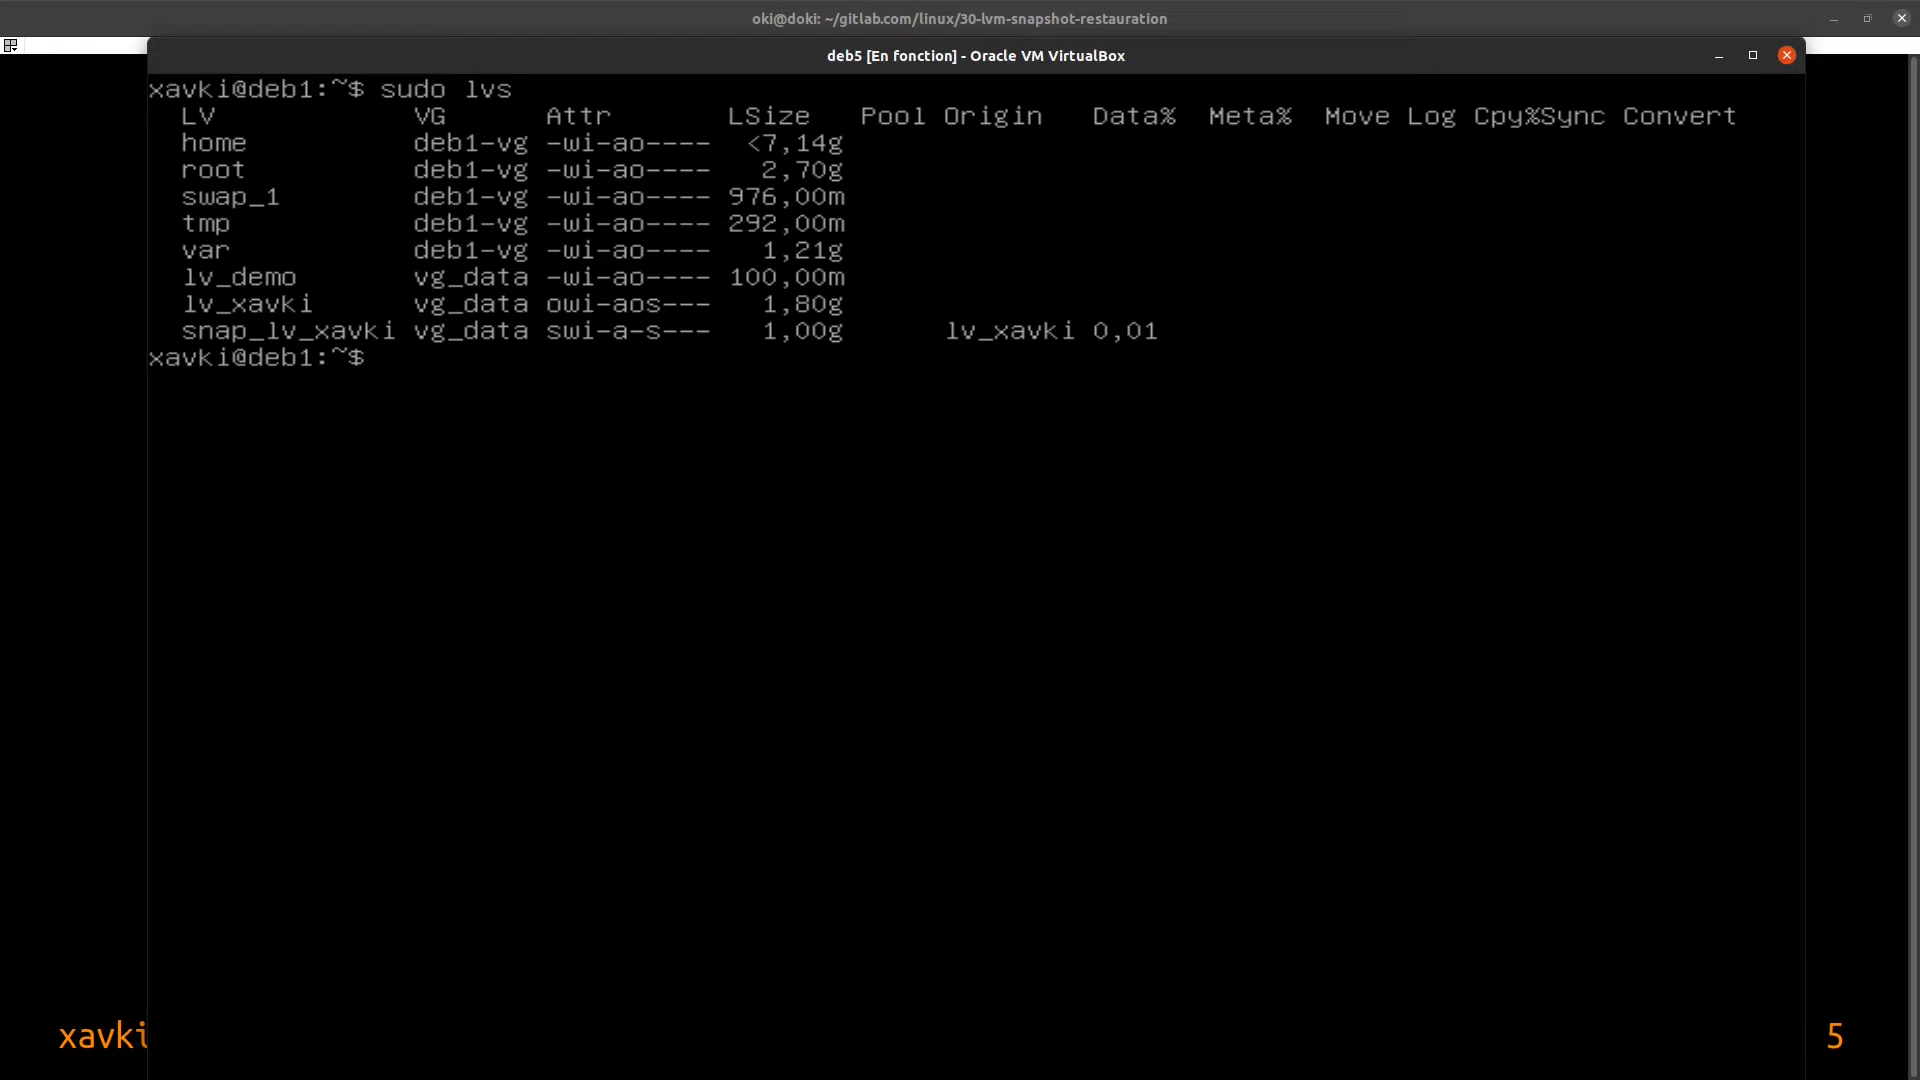 oki@doki: ~/gitlab.com/linux/30-lvm-snapshot-restauration
deb5 [En fonction] - Oracle VM VirtualBox
xavki@deb1:~$ sudo lvs
LV VG Attr LSize Pool Origin Data% Meta% Move Log Cpy%Sync Convert
home deb1-vg -wi-ao---- <7,14g
root deb1-vg -wi-ao---- 2,70g
swap_1 deb1-vg -wi-ao---- 976,00m
tmp deb1-vg -wi-ao---- 292,00m
var deb1-vg -wi-ao---- 1,21g
lv_demo vg_data -wi-ao---- 100,00m
lv_xavki vg_data owi-aos--- 1,80g
snap_lv_xavki vg_data swi-a-s--- 1,00g lv_xavki 0,01
xavki@deb1:~$
xavki
5